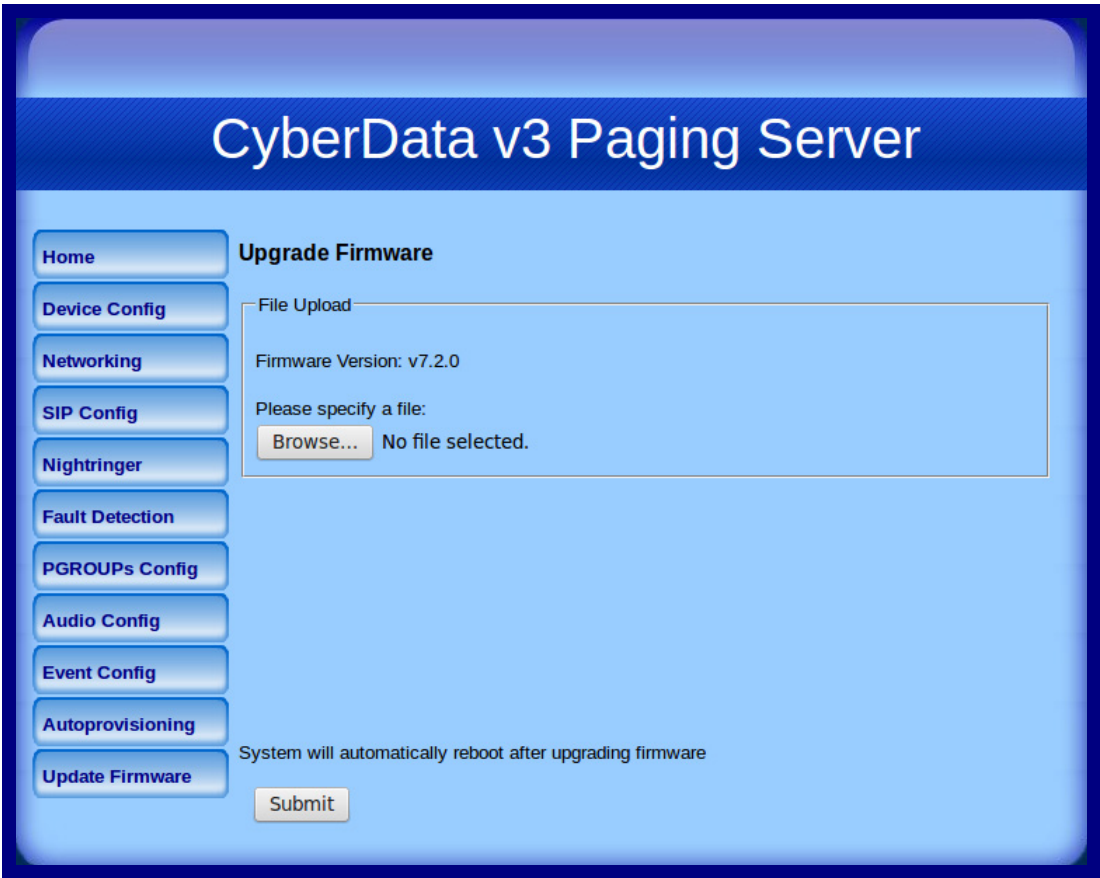 CyberData v3 Paging Server
Home
Device Config
Networking
SIP Config
Nightringer
Fault Detection
PGROUPs Config
Audio Config
Event Config
Autoprovisioning
Update Firmware
Upgrade Firmware
File Upload
Firmware Version: v7.2.0
Please specify a file:
Browse... No file selected.
System will automatically reboot after upgrading firmware
Submit